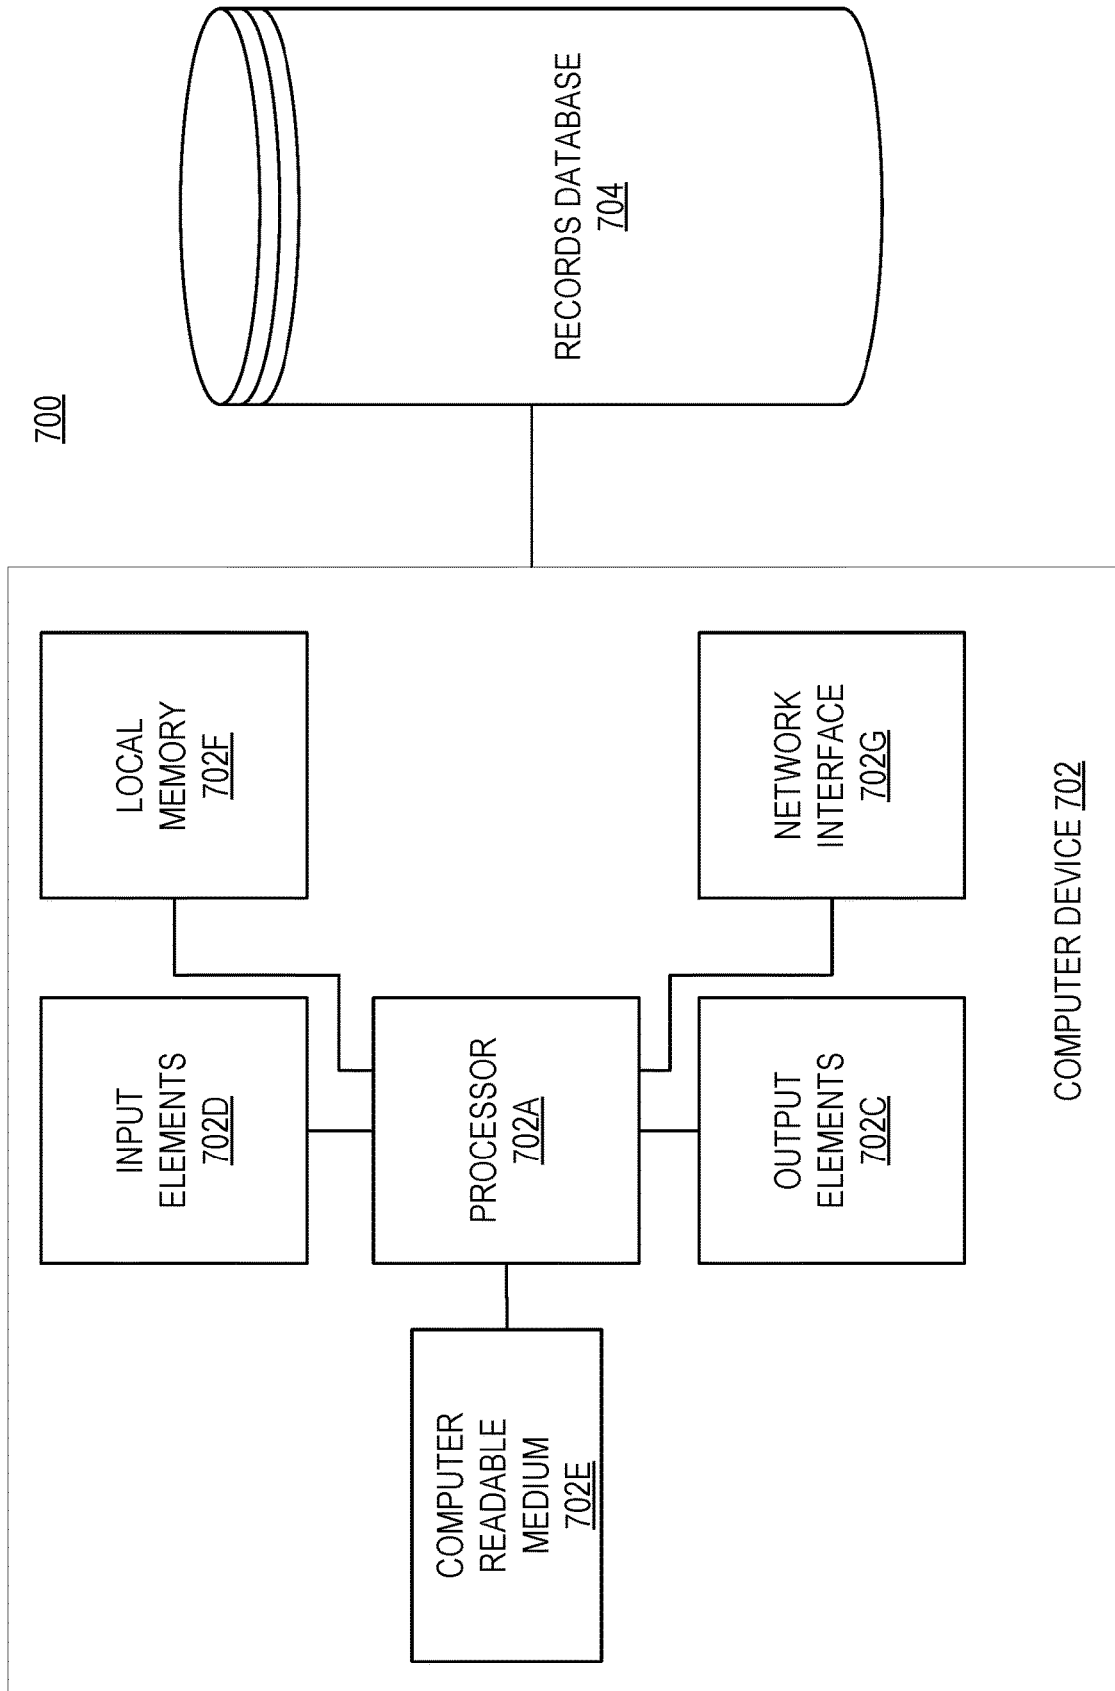 700
COMPUTER
READABLE
MEDIUM
702E
INPUT
ELEMENTS
702D
PROCESSOR
702A
OUTPUT
ELEMENTS
702C
LOCAL
MEMORY
702F
NETWORK
INTERFACE
702G
COMPUTER DEVICE 702
RECORDS DATABASE
704